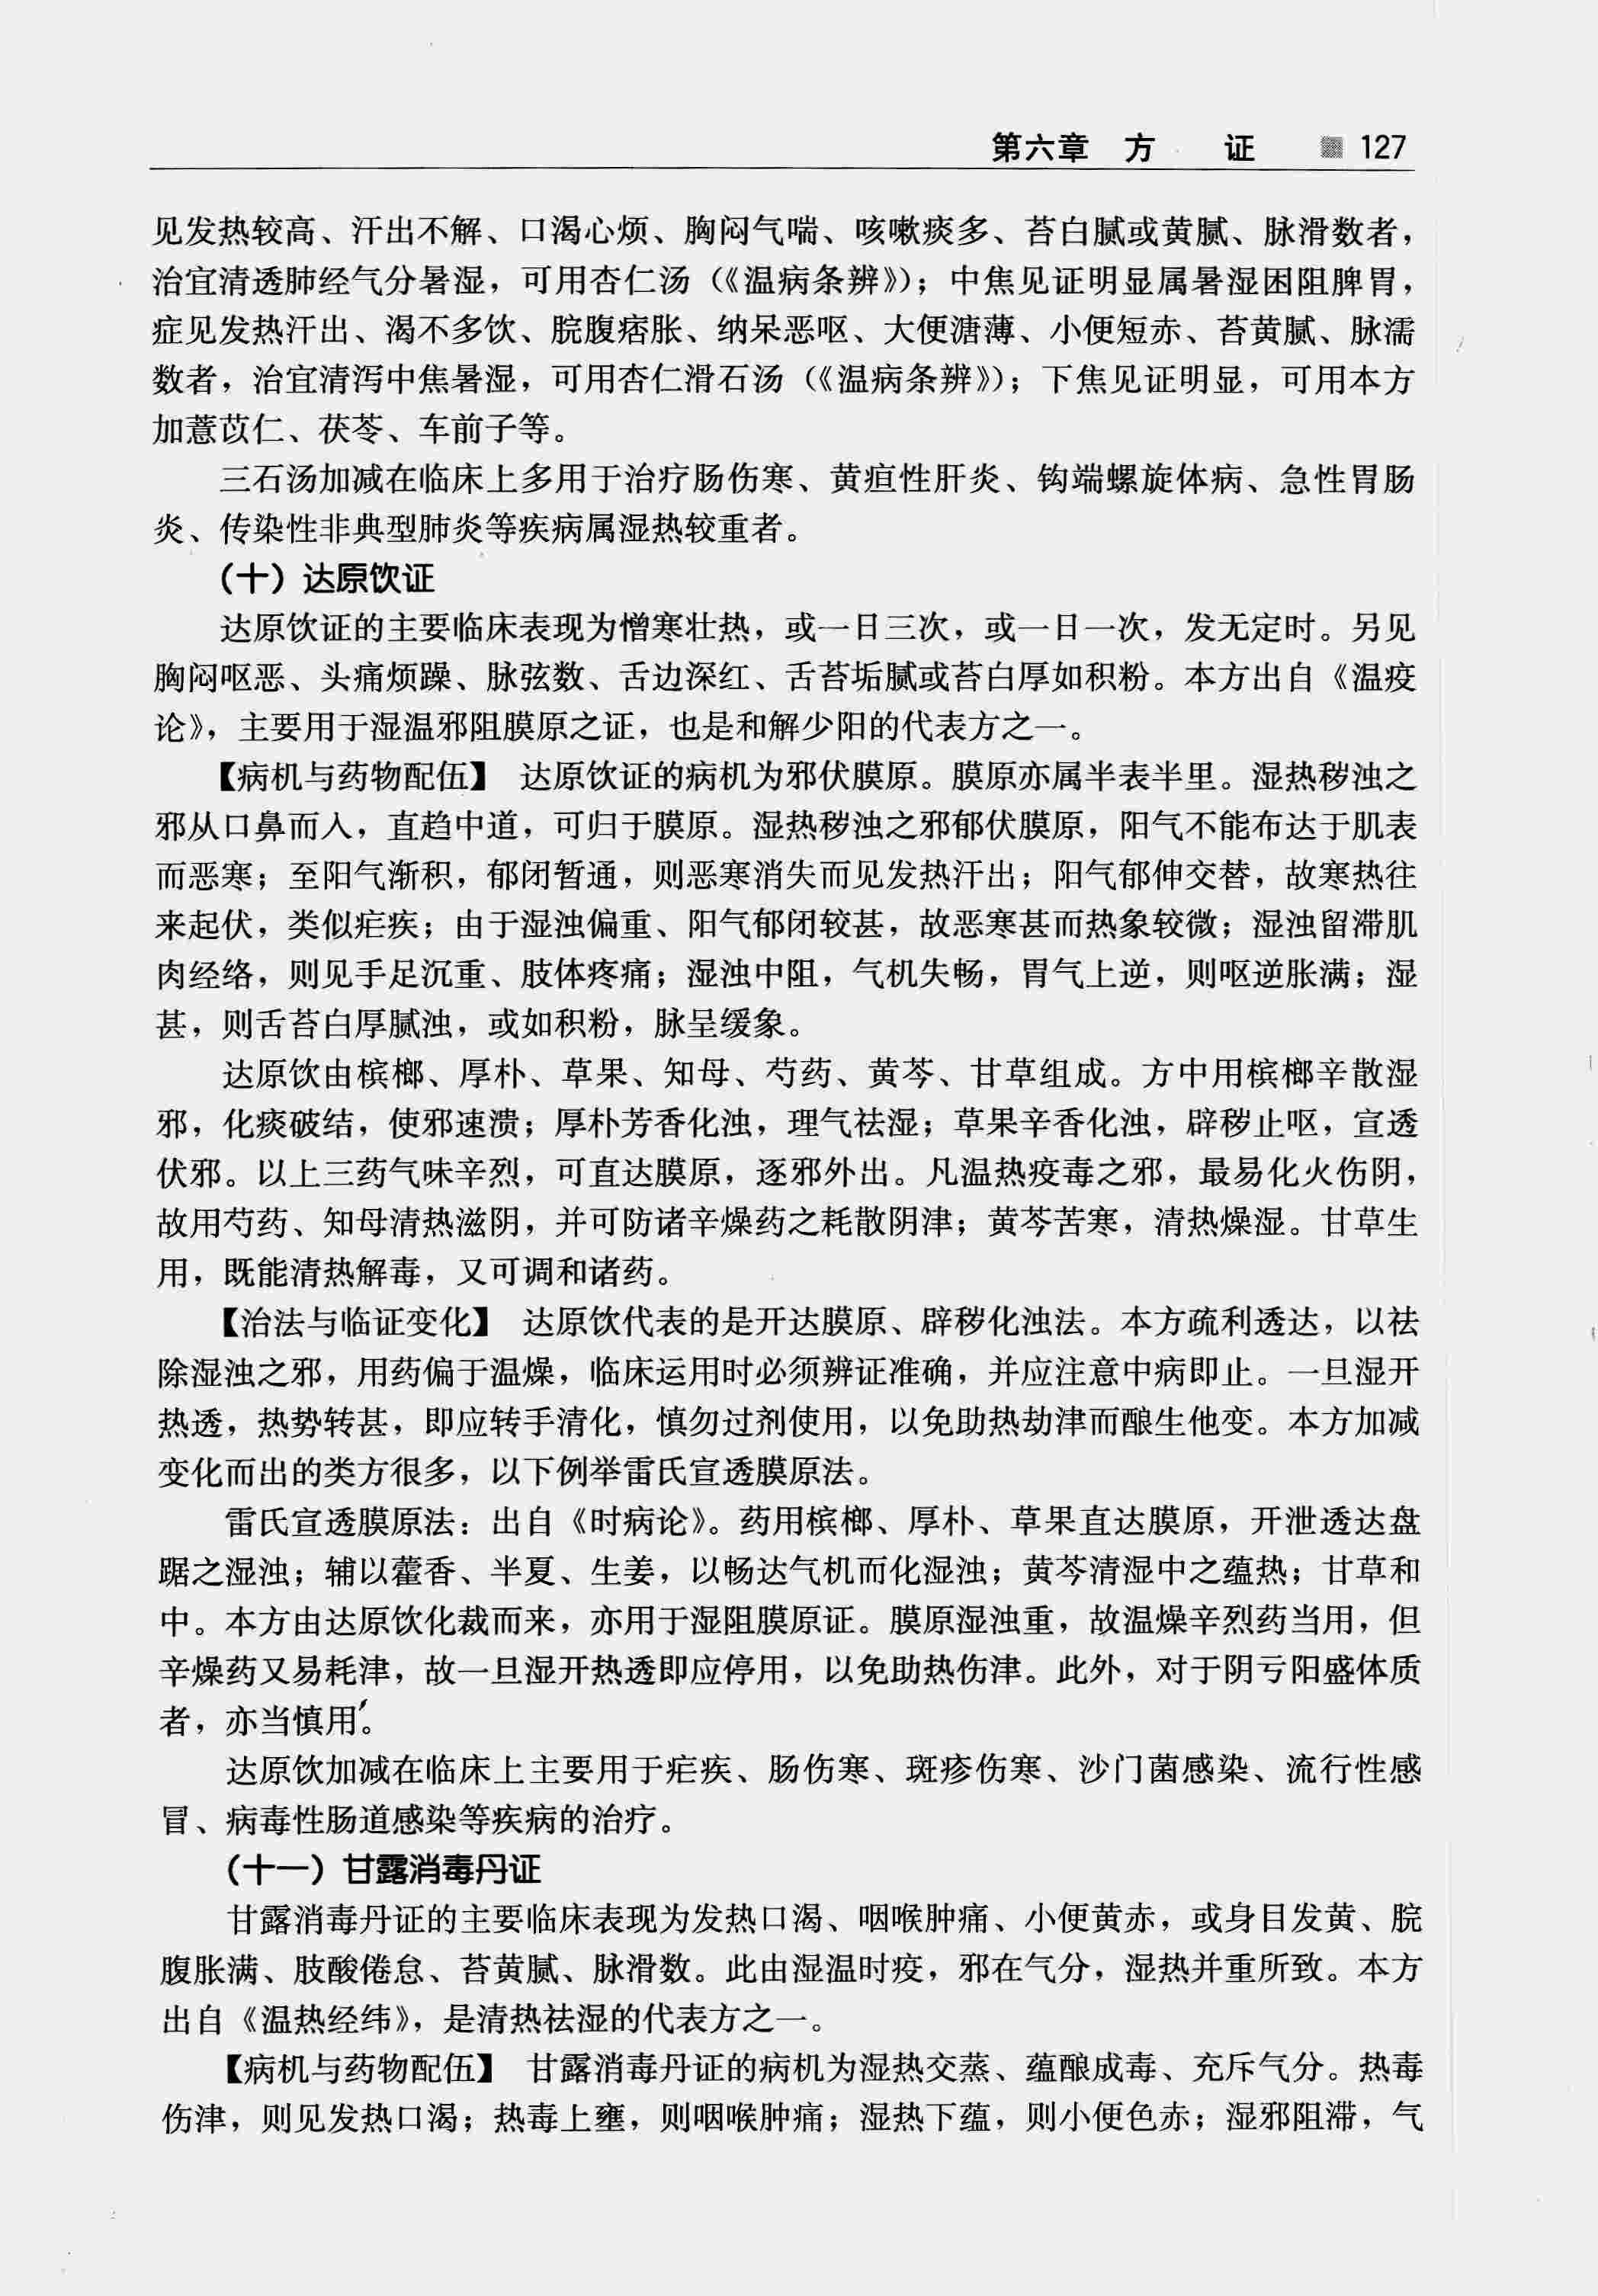 第六章 方 证 127
见发热较高、汗出不解、口渴心烦、胸闷气喘、咳嗽痰多、苔白腻或黄腻、脉滑数者，
治宜清透肺经气分暑湿，可用杏仁汤（《温病条辨》）；中焦见证明显属暑湿困阻脾胃，
症见发热汗出、渴不多饮、脘腹痞胀、纳呆恶呕、大便溏薄、小便短赤、苔黄腻、脉濡
数者，治宜清泻中焦暑湿，可用杏仁滑石汤（《温病条辨》）；下焦见证明显，可用本方
加薏苡仁、茯苓、车前子等。
三石汤加减在临床上多用于治疗肠伤寒、黄疸性肝炎、钩端螺旋体病、急性胃肠
炎、传染性非典型肺炎等疾病属湿热较重者。
（十）达原饮证
达原饮证的主要临床表现为憎寒壮热，或一日三次，或一日一次，发无定时。另见
胸闷呕恶、头痛烦躁、脉弦数、舌边深红、舌苔垢腻或苔白厚如积粉。本方出自《温疫
论》，主要用于湿温邪阻膜原之证，也是和解少阳的代表方之一。
【病机与药物配伍】 达原饮证的病机为邪伏膜原。膜原亦属半表半里。湿热秽浊之
邪从口鼻而入，直趋中道，可归于膜原。湿热秽浊之邪郁伏膜原，阳气不能布达于肌表
而恶寒；至阳气渐积，郁闭暂通，则恶寒消失而见发热汗出；阳气郁伸交替，故寒热往
来起伏，类似疟疾；由于湿浊偏重、阳气郁闭较甚，故恶寒甚而热象较微；湿浊留滞肌
肉经络，则见手足沉重、肢体疼痛；湿浊中阻，气机失畅，胃气上逆，则呕逆胀满；湿
甚，则舌苔白厚腻浊，或如积粉，脉呈缓象。
达原饮由槟榔、厚朴、草果、知母、芍药、黄芩、甘草组成。方中用槟榔辛散湿
邪，化痰破结，使邪速溃；厚朴芳香化浊，理气祛湿；草果辛香化浊，辟秽止呕，宣透
伏邪。以上三药气味辛烈，可直达膜原，逐邪外出。凡温热疫毒之邪，最易化火伤阴，
故用芍药、知母清热滋阴，并可防诸辛燥药之耗散阴津；黄芩苦寒，清热燥湿。甘草生
用，既能清热解毒，又可调和诸药。
【治法与临证变化】 达原饮代表的是开达膜原、辟秽化浊法。本方疏利透达，以祛
除湿浊之邪，用药偏于温燥，临床运用时必须辨证准确，并应注意中病即止。一旦湿开
热透，热势转甚，即应转手清化，慎勿过剂使用，以免助热劫津而酿生他变。本方加减
变化而出的类方很多，以下例举雷氏宣透膜原法。
雷氏宣透膜原法：出自《时病论》。药用槟榔、厚朴、草果直达膜原，开泄透达盘
踞之湿浊；辅以藿香、半夏、生姜，以畅达气机而化湿浊；黄芩清湿中之蕴热；甘草和
中。本方由达原饮化裁而来，亦用于湿阻膜原证。膜原湿浊重，故温燥辛烈药当用，但
辛燥药又易耗津，故一旦湿开热透即应停用，以免助热伤津。此外，对于阴亏阳盛体质
者，亦当慎用。
达原饮加减在临床上主要用于疟疾、肠伤寒、斑疹伤寒、沙门菌感染、流行性感
冒、病毒性肠道感染等疾病的治疗。
（十一）甘露消毒丹证
甘露消毒丹证的主要临床表现为发热口渴、咽喉肿痛、小便黄赤，或身目发黄、脘
腹胀满、肢酸倦怠、苔黄腻、脉滑数。此由湿温时疫，邪在气分，湿热并重所致。本方
出自《温热经纬》，是清热祛湿的代表方之一。
【病机与药物配伍】 甘露消毒丹证的病机为湿热交蒸、蕴酿成毒、充斥气分。热毒
伤津，则见发热口渴；热毒上壅，则咽喉肿痛；湿热下蕴，则小便色赤；湿邪阻滞，气